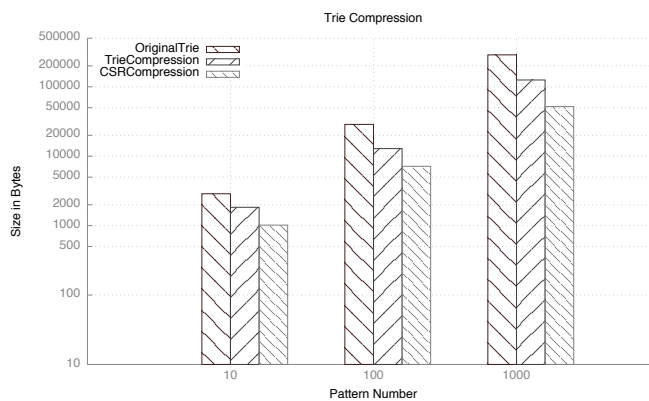 Trie Compression
500000
200000
100000
50000
20000
10000
5000
2000
1000
500
100
10
OriginalTrie
TrieCompression
CSRCompression
Size in Bytes
10
100
1000
Pattern Number